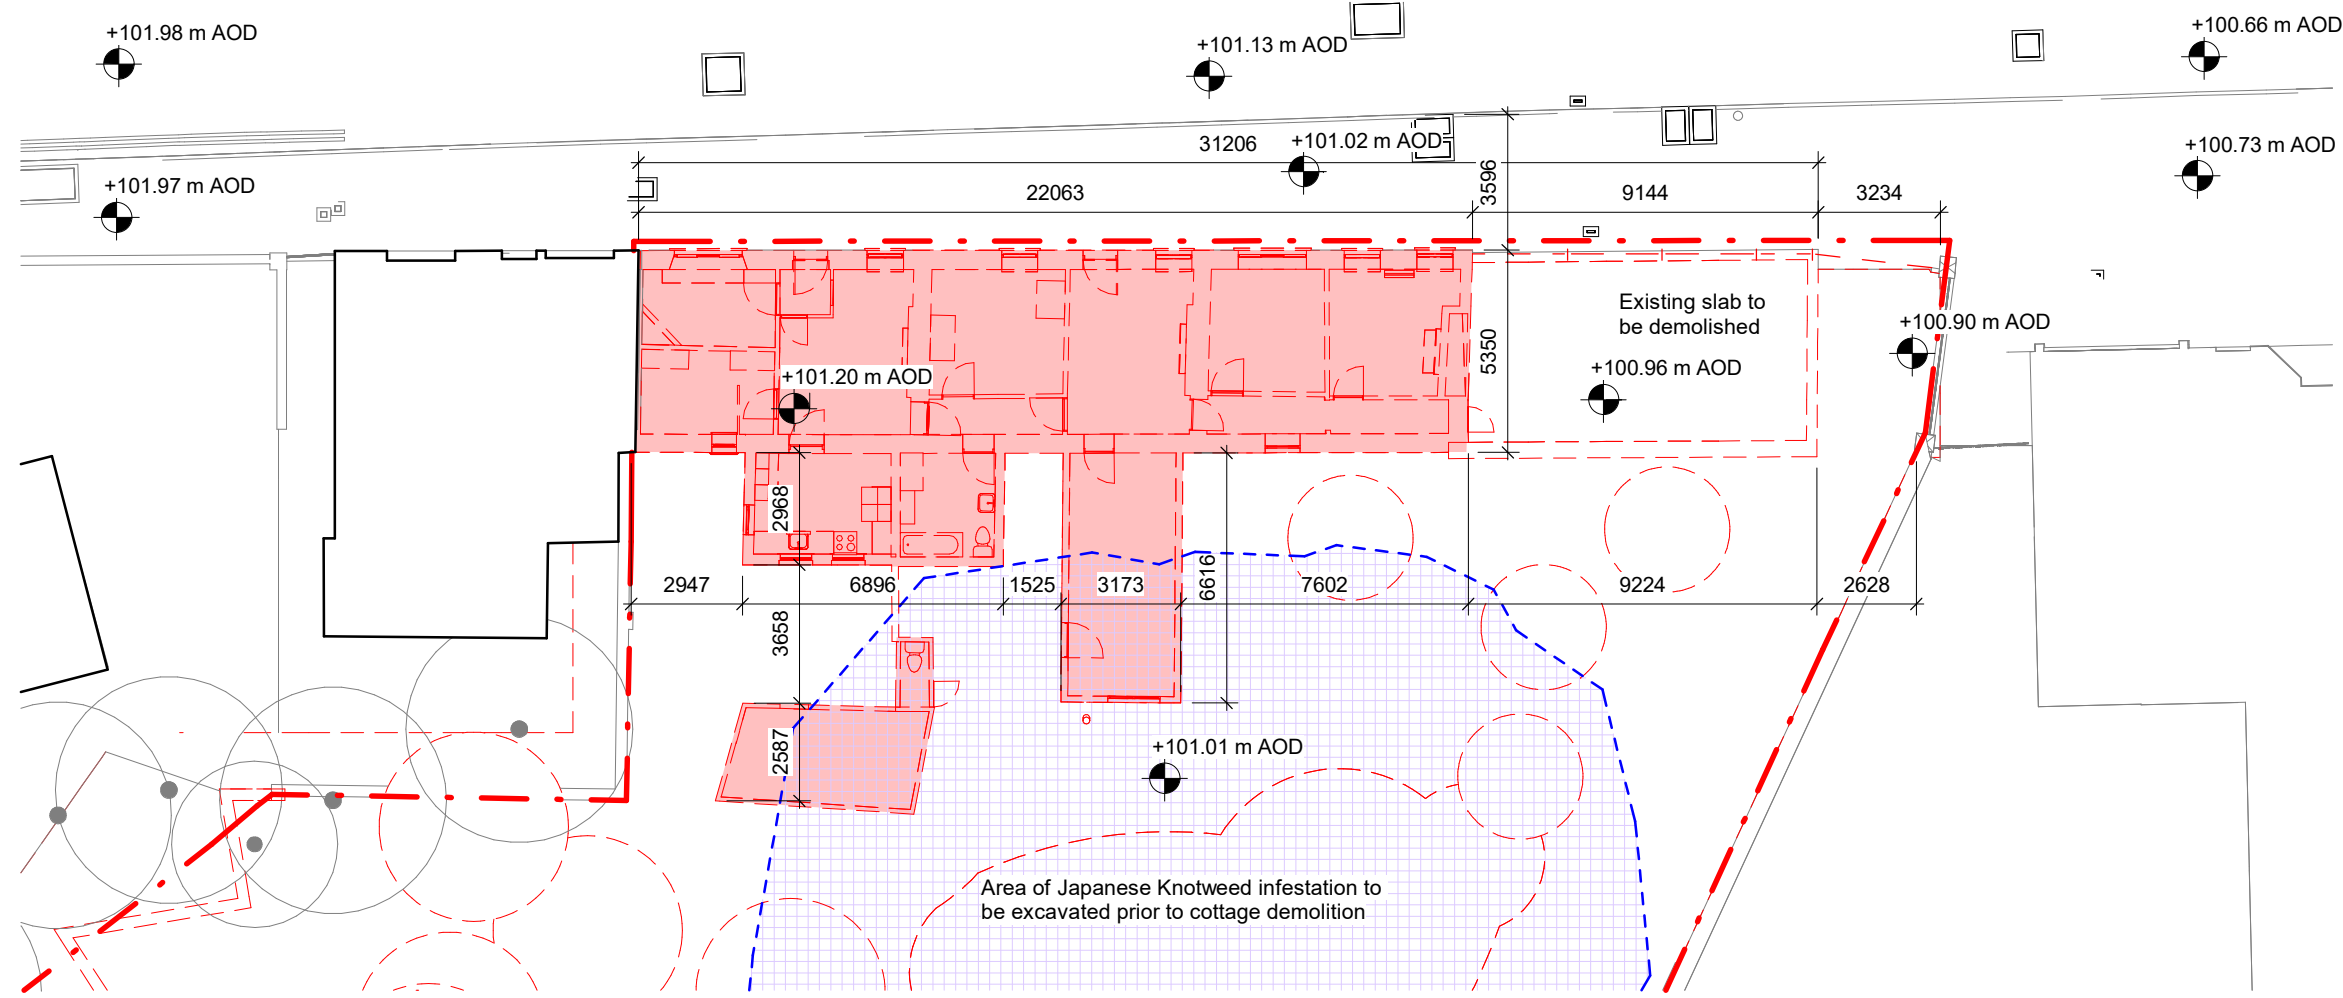 +101.98 m AOD
+101.13 m AOD
+100.66 m AOD
+101.02 m AOD
31206
+100.73 m AOD
3596
+101.97 m AOD
22063
9144
3234
Existing slab to
be demolished
+100.90 m AOD
5350
+101.20 m AOD
+100.96 m AOD
2968
2947
6896
1525
3173
6616
7602
9224
2628
3658
2587
+101.01 m AOD
Area of Japanese Knotweed infestation to
be excavated prior to cottage demolition